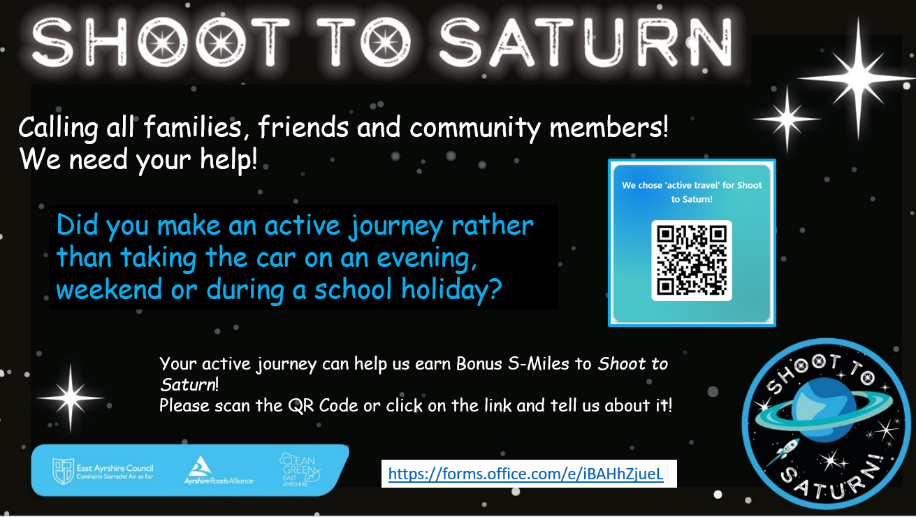 SHOOT TO SATURN
Calling all families, friends and community members!
We need your help!
We chose 'active travel' for Shoot
to Saturn!
Did you make an active journey rather
than taking the car on an evening,
weekend or during a school holiday?
Your active journey can help us earn Bonus S-Miles to Shoot to
Saturn!
Please scan the QR Code or click on the link and tell us about it!
SHOOT TO
SATURN!
East Ayrshire Council
Comhairle Siorrachd Àir an Ear
Ayrshire Roads Alliance
CLEAN
GREEN
EAST
AYRSHIRE
https://forms.office.com/e/iBAHhZjueL